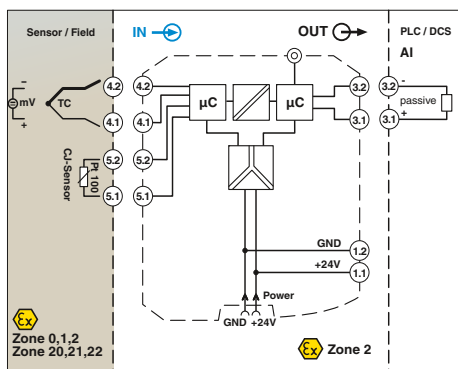 Sensor / Field
IN
OUT
PLC / DCS
AI
−
mV
+
TC
4.2
4.1
4.2
4.1
µC
µC
3.2
3.1
3.2
3.1
-
passive
+
CJ-Sensor
Pt 100
5.2
5.1
5.2
5.1
GND
1.2
+24V
1.1
Power
GND +24V
Ex
Zone 0,1,2
Zone 20,21,22
Ex
Zone 2